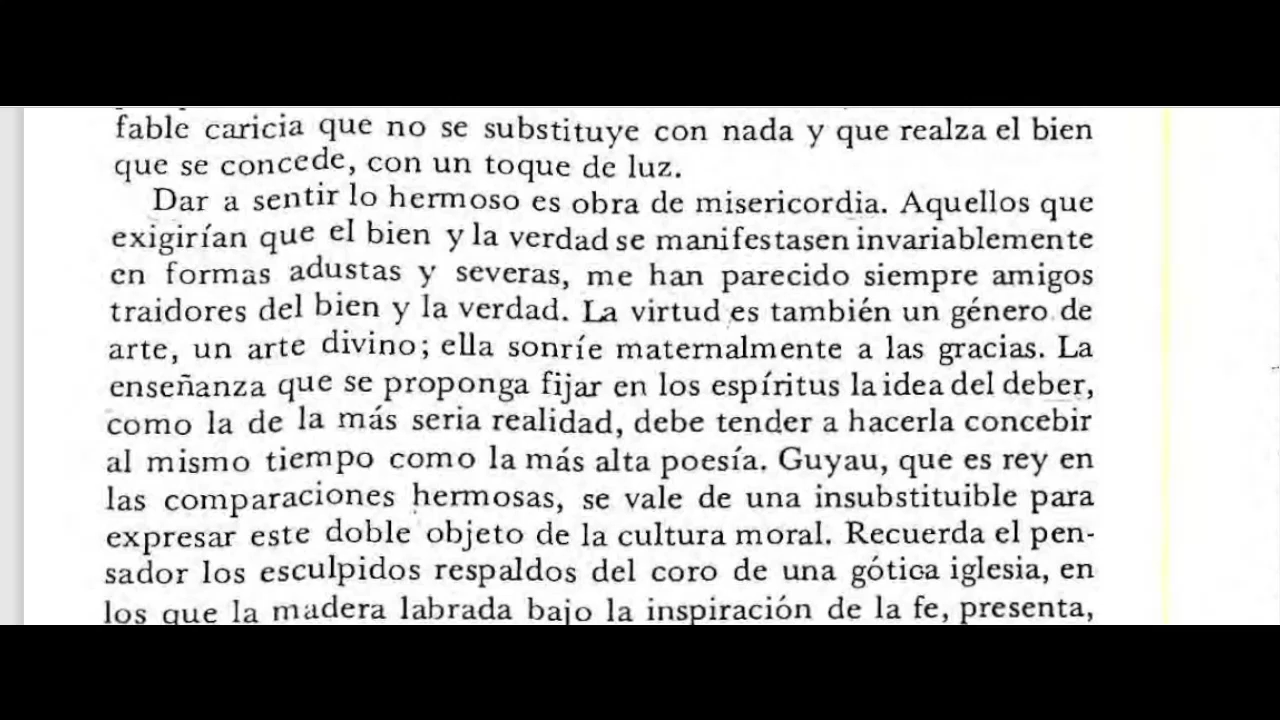 fable caricia que no se substituye con nada y que realza el bien
que se concede, con un toque de luz.
Dar a sentir lo hermoso es obra de misericordia. Aquellos que
exigirían que el bien y la verdad se manifestasen invariablemente
en formas adustas y severas, me han parecido siempre amigos
traidores del bien y la verdad. La virtud es también un género de
arte, un arte divino; ella sonríe maternalmente a las gracias. La
enseñanza que se proponga fijar en los espíritus la idea del deber,
como la de la más seria realidad, debe tender a hacerla concebir
al mismo tiempo como la más alta poesía. Guyau, que es rey en
las comparaciones hermosas, se vale de una insubstituible para
expresar este doble objeto de la cultura moral. Recuerda el pen-
sador los esculpidos respaldos del coro de una gótica iglesia, en
los que la madera labrada bajo la inspiración de la fe, presenta,